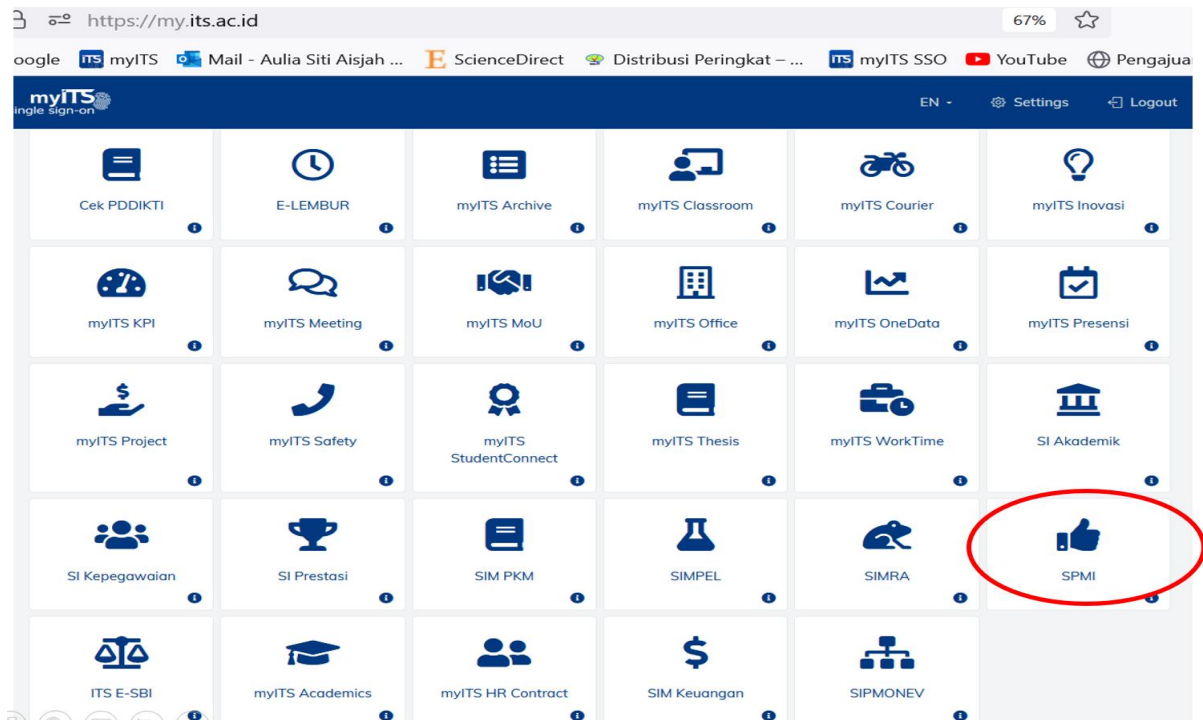 https://my.its.ac.id 67%
oogle ITS myITS Mail - Aulia Siti Aisjah ... E ScienceDirect Distribusi Peringkat – ... ITS myITS SSO YouTube Pengajua
myITS
ingle sign-on
EN Settings Logout
Cek PDDIKTI E-LEMBUR myITS Archive myITS Classroom myITS Courier myITS Inovasi
myITS KPI myITS Meeting myITS MoU myITS Office myITS OneData myITS Presensi
myITS Project myITS Safety myITS StudentConnect myITS Thesis myITS WorkTime SI Akademik
SI Kepegawaian SI Prestasi SIM PKM SIMPEL SIMRA SPMI
ITS E-SBI myITS Academics myITS HR Contract SIM Keuangan SIPMONEV